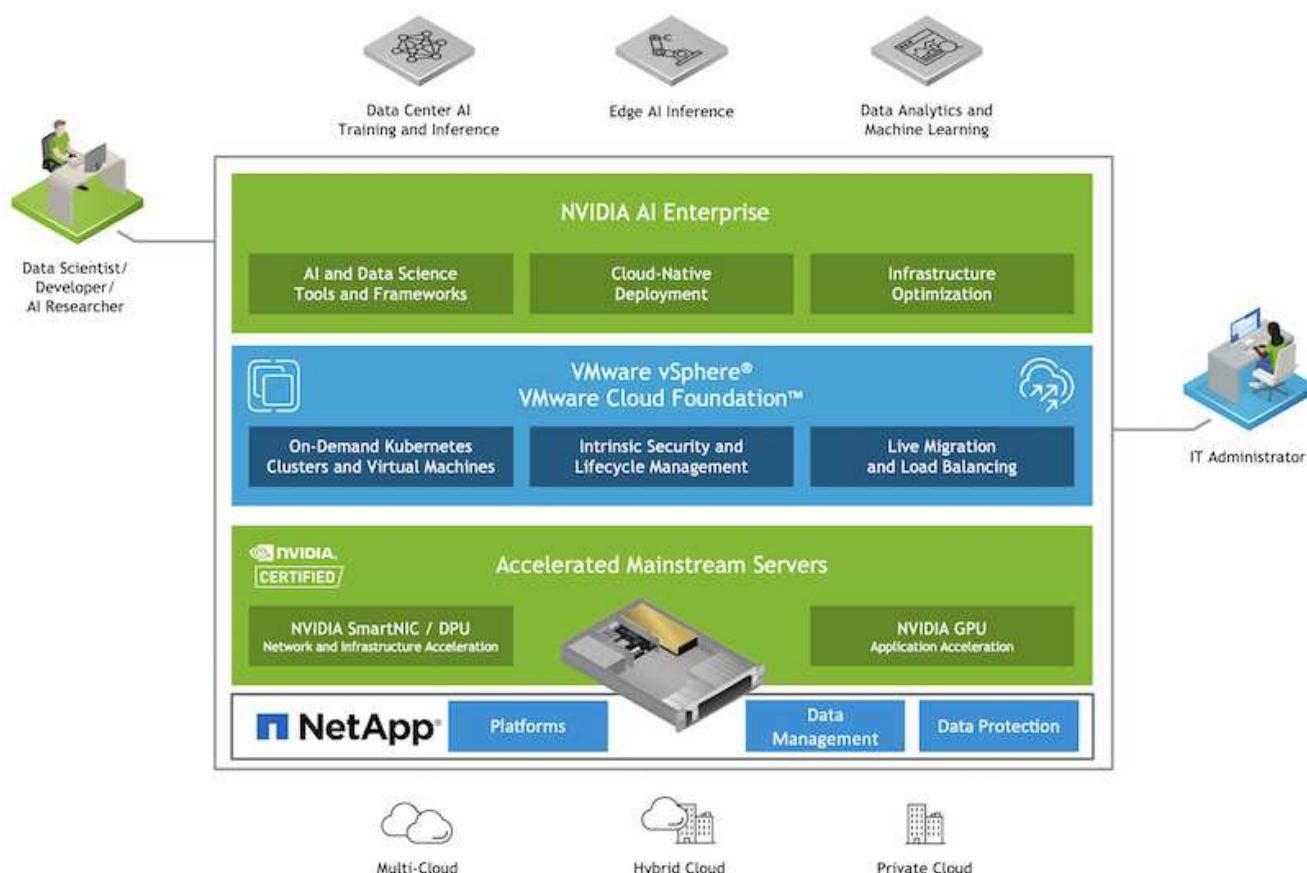 Data Center AI
Training and Inference
Edge AI Inference
Data Analytics and
Machine Learning
Data Scientist/
Developer/
AI Researcher
NVIDIA AI Enterprise
AI and Data Science
Tools and Frameworks
Cloud-Native
Deployment
Infrastructure
Optimization
VMware vSphere®
VMware Cloud Foundation™
On-Demand Kubernetes
Clusters and Virtual Machines
Intrinsic Security and
Lifecycle Management
Live Migration
and Load Balancing
IT Administrator
NVIDIA.
CERTIFIED
Accelerated Mainstream Servers
NVIDIA SmartNIC / DPU
Network and Infrastructure Acceleration
NVIDIA GPU
Application Acceleration
NetApp®
Platforms
Data
Management
Data Protection
Multi-Cloud
Hybrid Cloud
Private Cloud